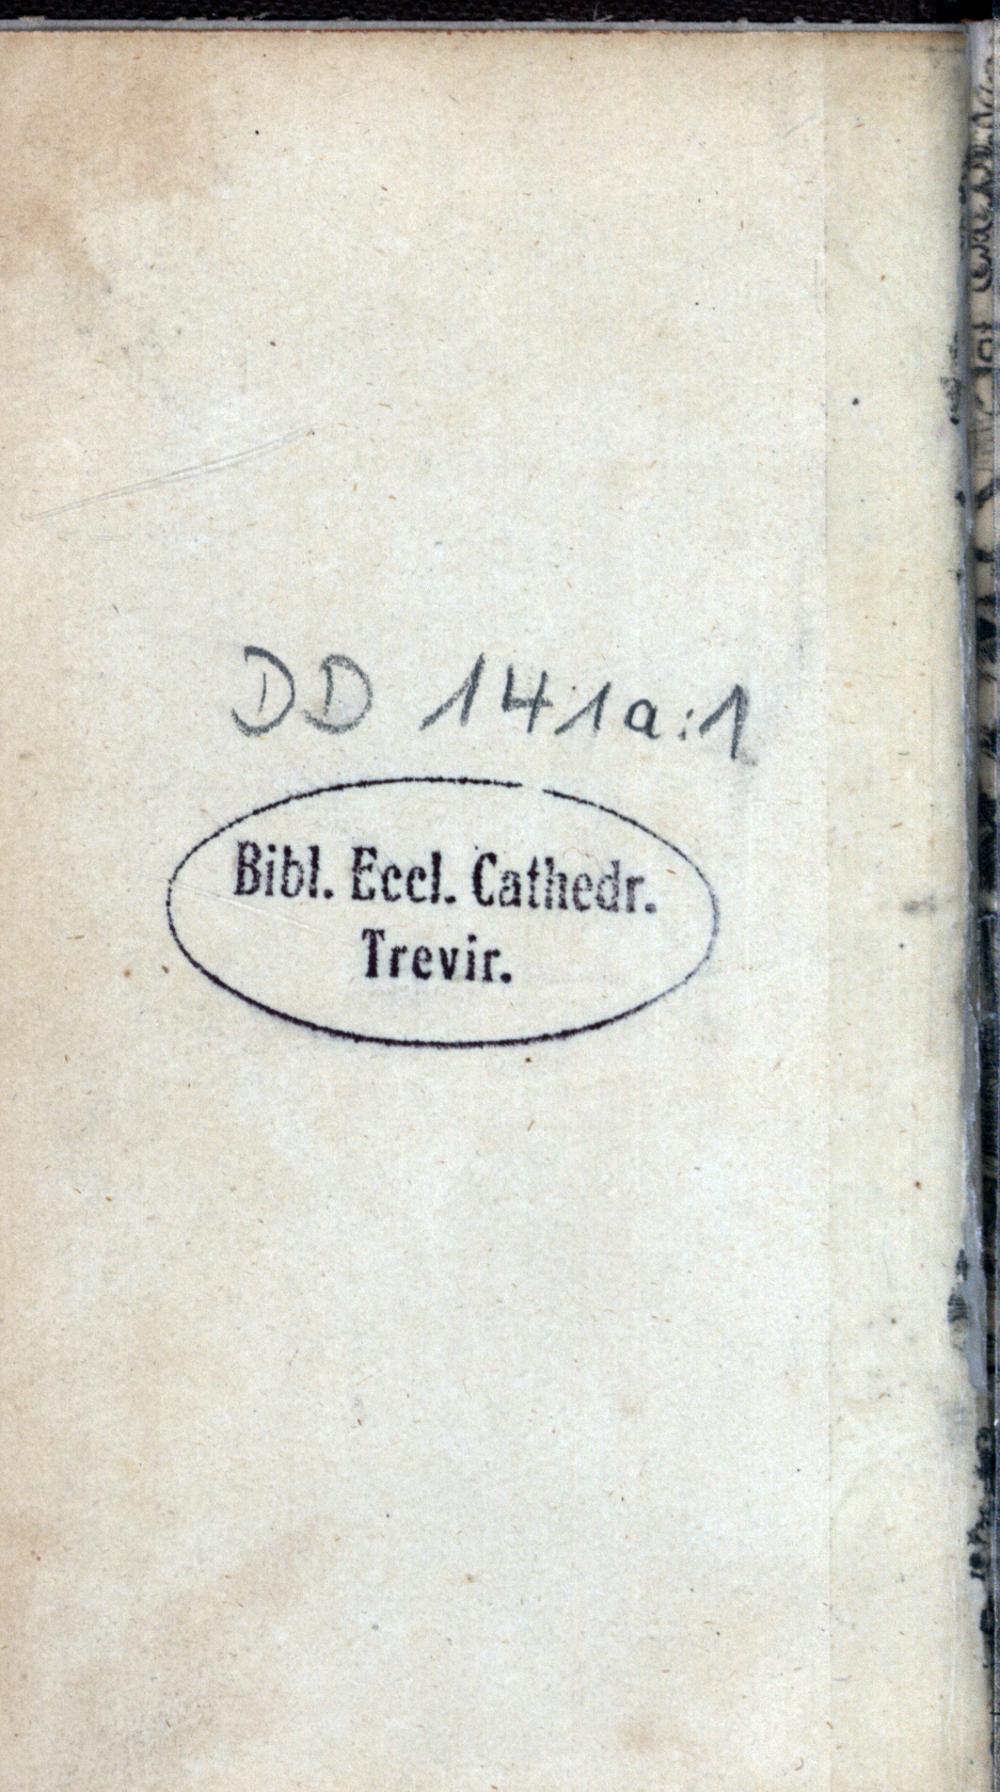 DD 141a:1
Bibl. Eccl. Cathedr.
Trevir.